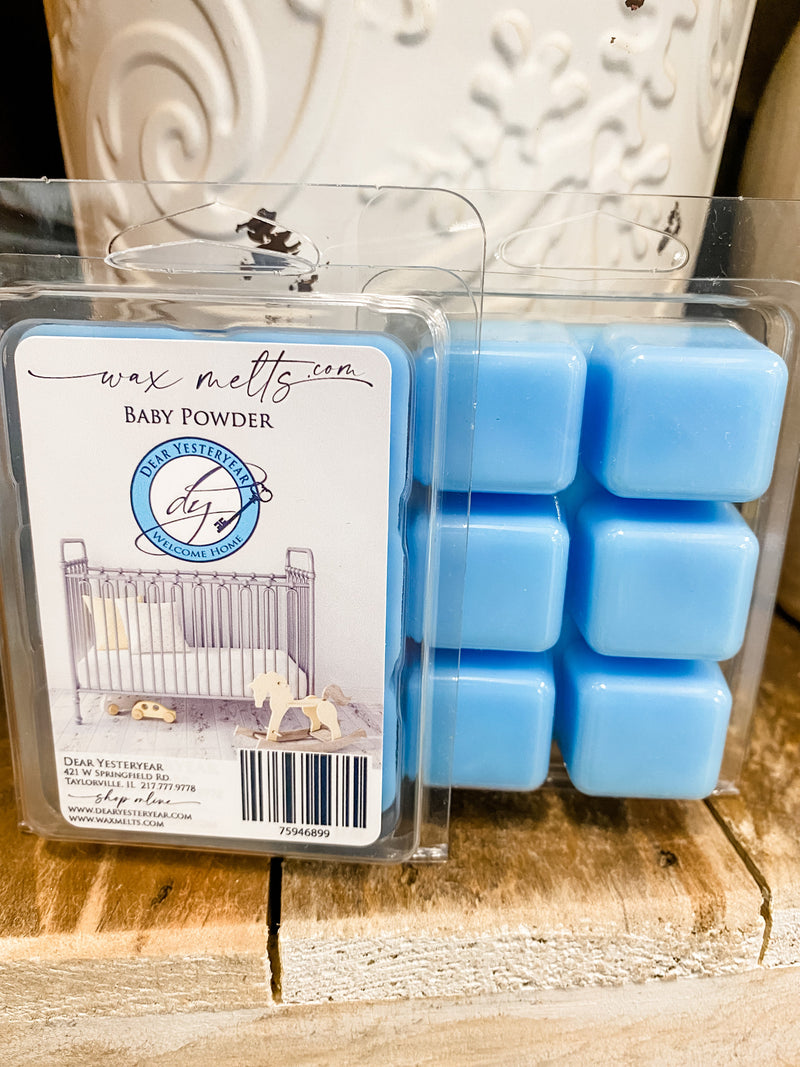 wax melts.com
BABY POWDER
DEAR YESTERYEAR
dy
WELCOME HOME
DEAR YESTERYEAR
421 W SPRINGFIELD RD.
TAYLORVILLE, IL 217.777.9778
shop online
WWW.DEARYESTERYEAR.COM
WWW.WAXMELTS.COM
75946899